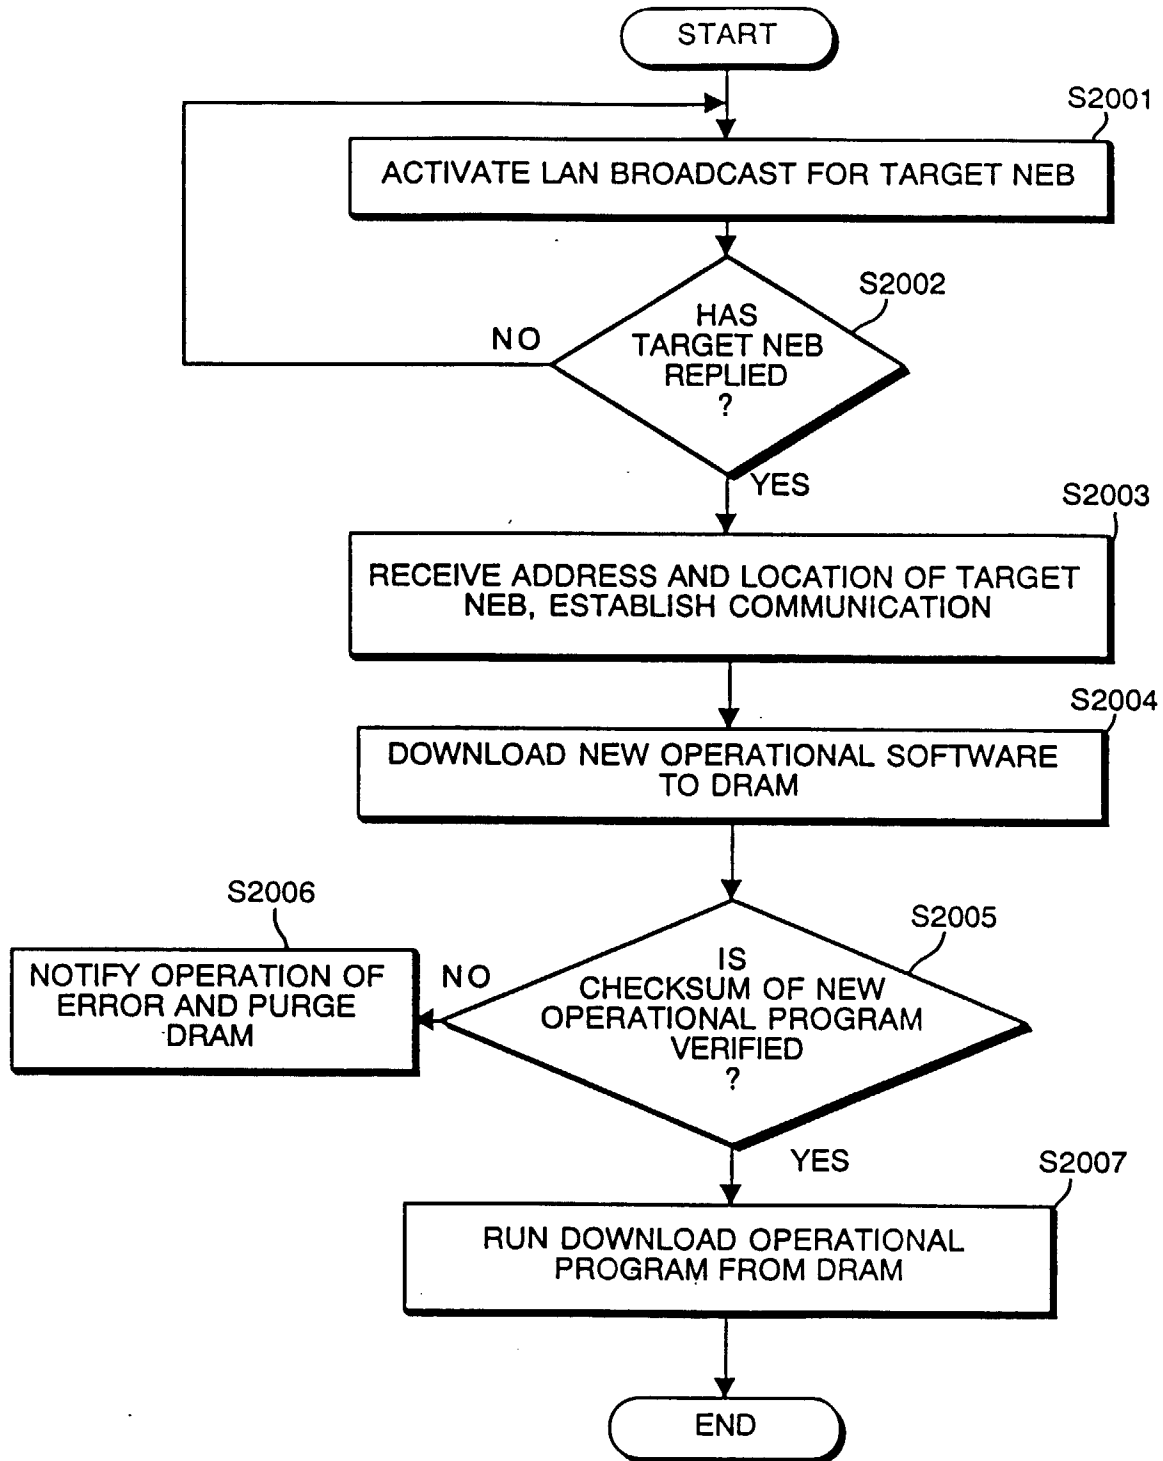 START
S2001
ACTIVATE LAN BROADCAST FOR TARGET NEB
S2002
HAS
TARGET NEB
REPLIED
?
NO
YES
S2003
RECEIVE ADDRESS AND LOCATION OF TARGET
NEB, ESTABLISH COMMUNICATION
S2004
DOWNLOAD NEW OPERATIONAL SOFTWARE
TO DRAM
S2005
IS
CHECKSUM OF NEW
OPERATIONAL PROGRAM
VERIFIED
?
NO
S2006
NOTIFY OPERATION OF
ERROR AND PURGE
DRAM
YES
S2007
RUN DOWNLOAD OPERATIONAL
PROGRAM FROM DRAM
END